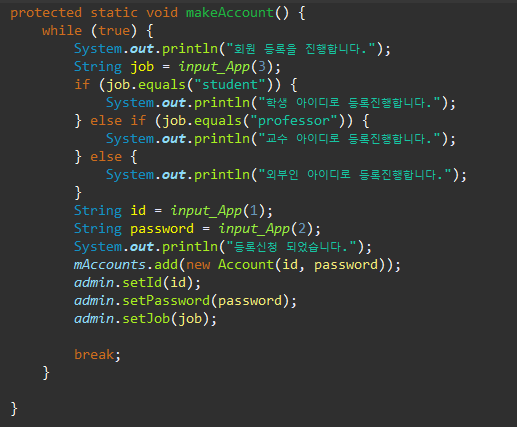 protected static void makeAccount() {
while (true) {
System.out.println("회원 등록을 진행합니다.");
String job = input_App(3);
if (job.equals("student")) {
System.out.println("학생 아이디로 등록진행합니다.");
} else if (job.equals("professor")) {
System.out.println("교수 아이디로 등록진행합니다.");
} else {
System.out.println("외부인 아이디로 등록진행합니다.");
}
String id = input_App(1);
String password = input_App(2);
System.out.println("등록신청 되었습니다.");
mAccounts.add(new Account(id, password));
admin.setId(id);
admin.setPassword(password);
admin.setJob(job);
break;
}
}